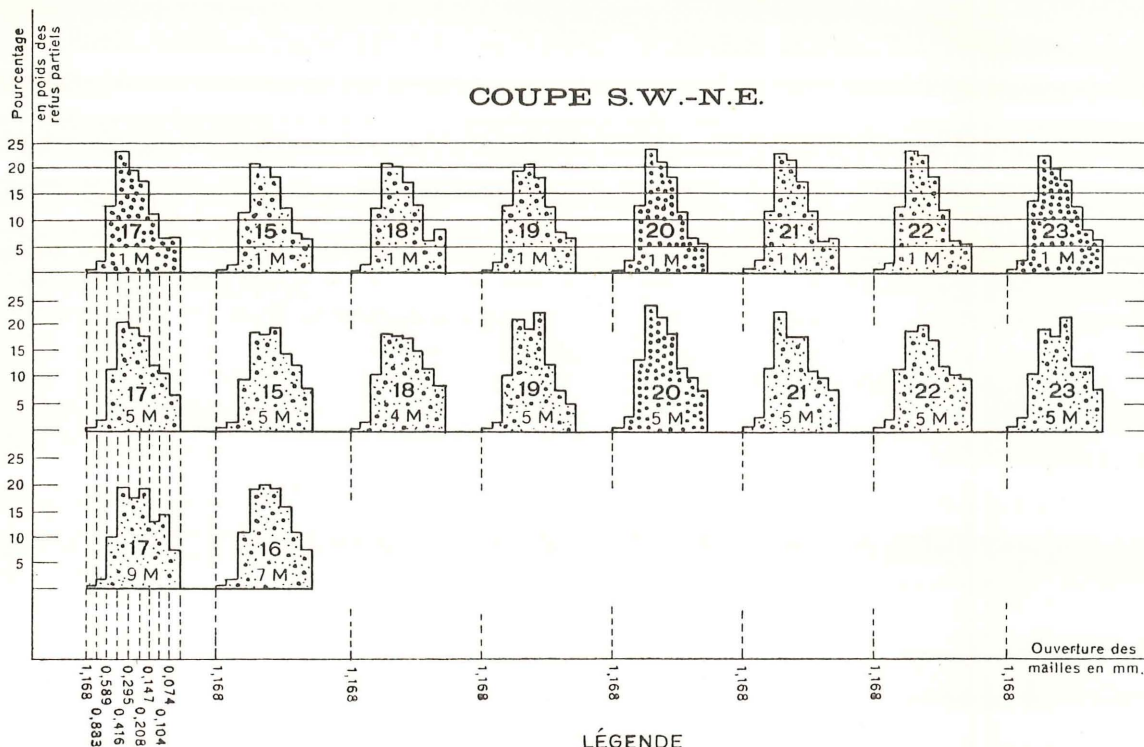 Pourcentage
en poids des
refus partiels
COUPE S.W.-N.E.
25
20
15
10
5
17
1 M
15
1 M
18
1 M
19
1 M
20
1 M
21
1 M
22
1 M
23
1 M
25
20
15
10
5
17
5 M
15
5 M
18
4 M
19
5 M
20
5 M
21
5 M
22
5 M
23
5 M
25
20
15
10
5
17
9 M
16
7 M
Ouverture des
mailles en mm.
1,168
0,833
0,589
0,416
0,295
0,208
0,147
0,104
0,074
1,168
1,168
1,168
1,168
1,168
1,168
1,168
LÉGENDE